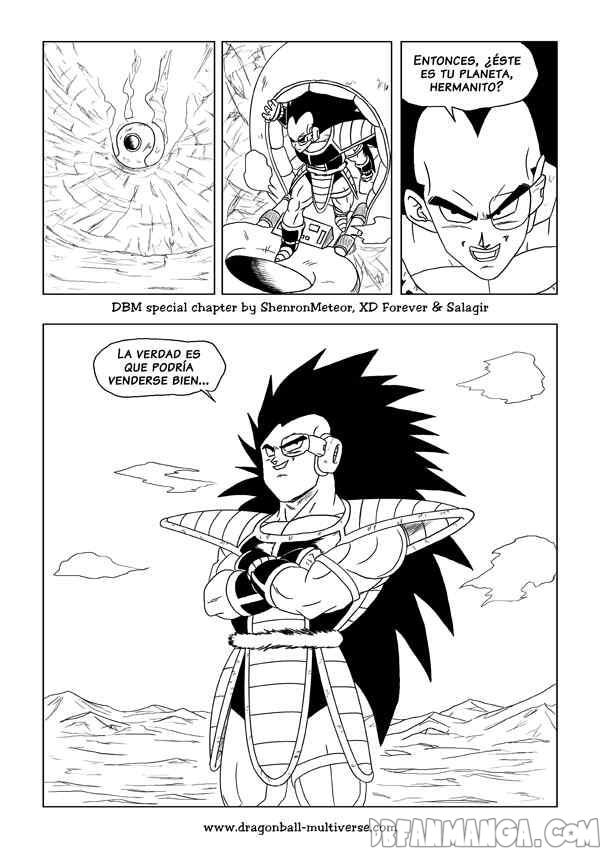 ENTONCES, ¿ÉSTE
ES TU PLANETA,
HERMANITO?
DBM special chapter by ShenronMeteor, XD Forever & Salagir
LA VERDAD ES
QUE PODRÍA
VENDERSE BIEN...
www.dragonball-multiverse.com
DBFANMANGA.COM